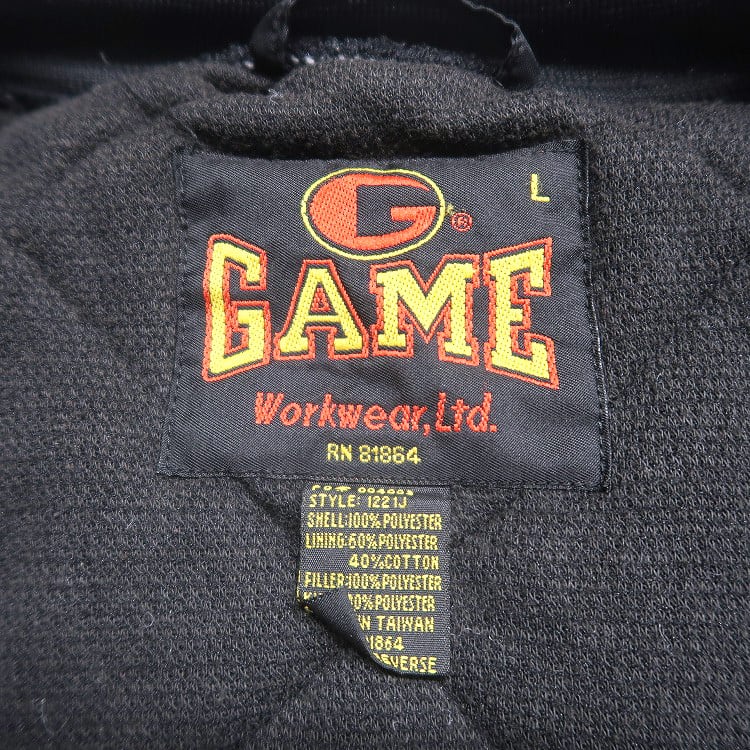 G ® L
GAME
Workwear, Ltd.
RN 81864
STYLE: 1221J
SHELL:100% POLYESTER
LINING:60% POLYESTER
40% COTTON
FILLER:100% POLYESTER
POLYESTER
TAIWAN